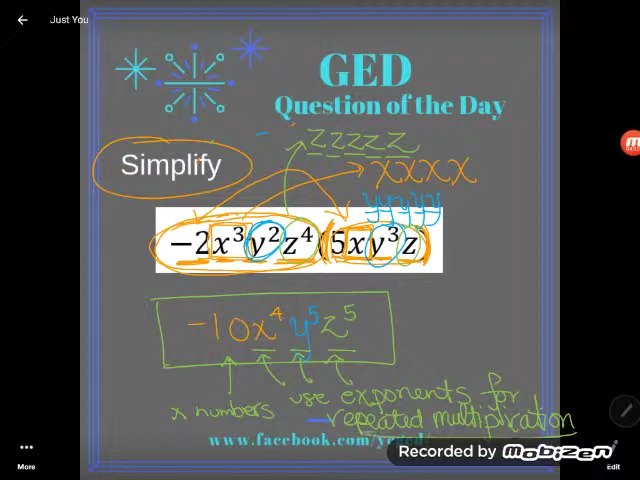 Just You
GED
Question of the Day
zzzzz
Simplify
xxxx
yyyyy
−2x³y²z⁴(5xy³z)
-10x⁴y⁵z⁵
x numbers use exponents for
repeated multiplication
www.facebook.com/
Recorded by mobizen
More
Edit